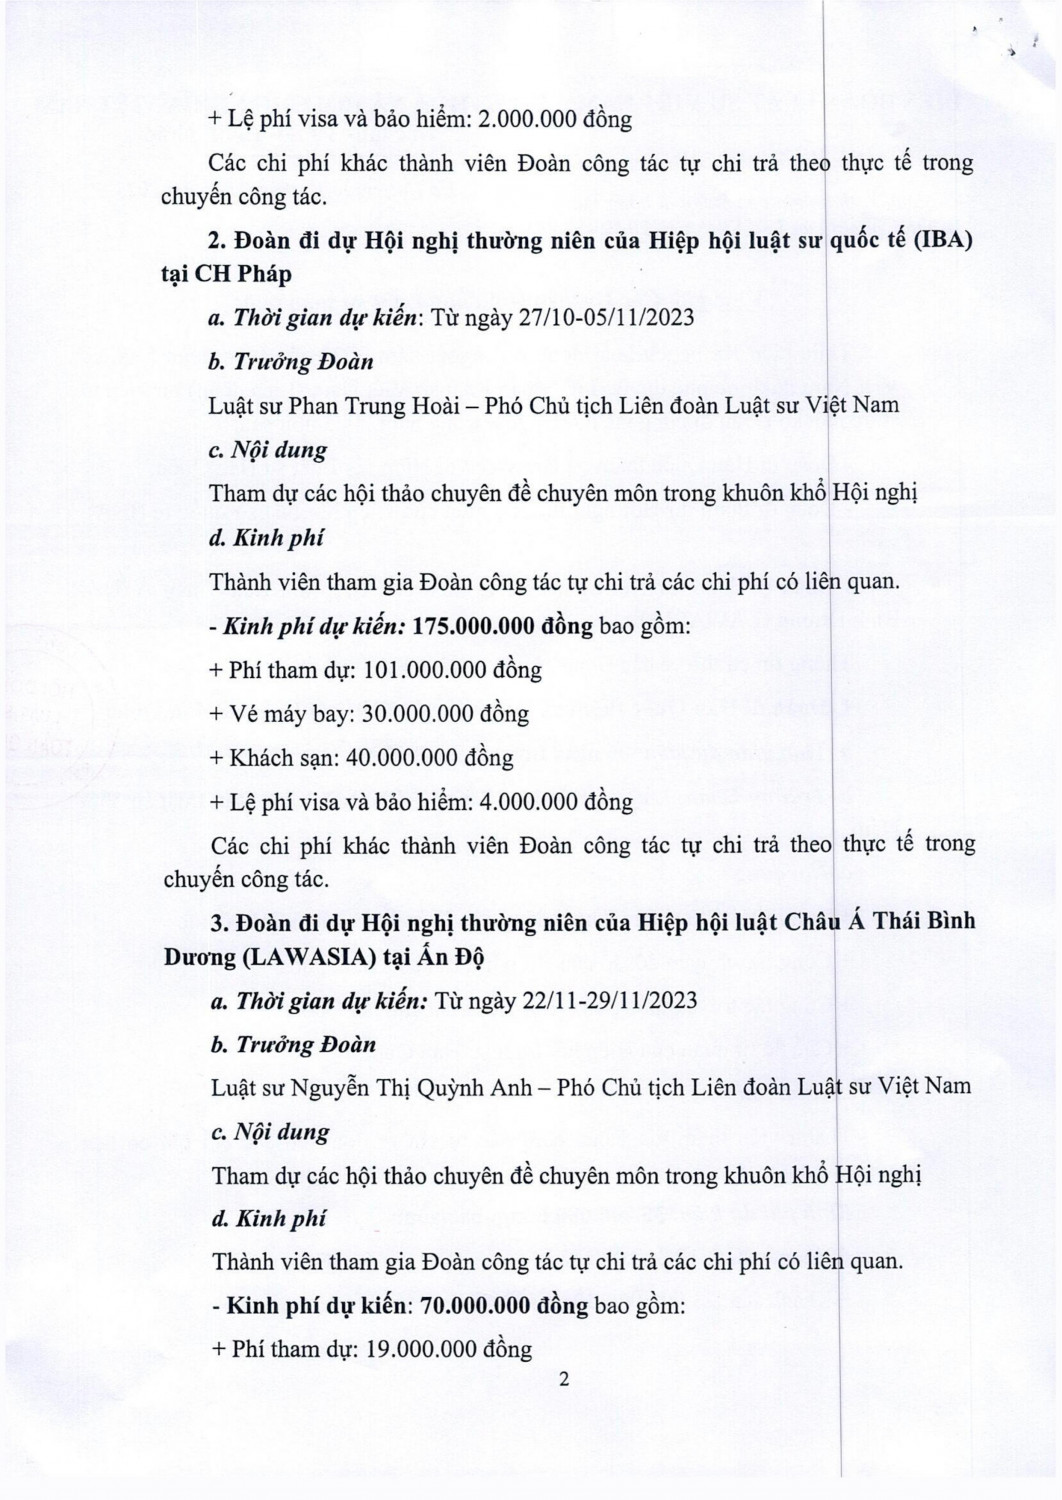 + Lệ phí visa và bảo hiểm: 2.000.000 đồng
Các chi phí khác thành viên Đoàn công tác tự chi trả theo thực tế trong
chuyến công tác.
2. Đoàn đi dự Hội nghị thường niên của Hiệp hội luật sư quốc tế (IBA)
tại CH Pháp
a. Thời gian dự kiến: Từ ngày 27/10-05/11/2023
b. Trưởng Đoàn
Luật sư Phan Trung Hoài – Phó Chủ tịch Liên đoàn Luật sư Việt Nam
c. Nội dung
Tham dự các hội thảo chuyên đề chuyên môn trong khuôn khổ Hội nghị
d. Kinh phí
Thành viên tham gia Đoàn công tác tự chi trả các chi phí có liên quan.
- Kinh phí dự kiến: 175.000.000 đồng bao gồm:
+ Phí tham dự: 101.000.000 đồng
+ Vé máy bay: 30.000.000 đồng
+ Khách sạn: 40.000.000 đồng
+ Lệ phí visa và bảo hiểm: 4.000.000 đồng
Các chi phí khác thành viên Đoàn công tác tự chi trả theo thực tế trong
chuyến công tác.
3. Đoàn đi dự Hội nghị thường niên của Hiệp hội luật Châu Á Thái Bình
Dương (LAWASIA) tại Ấn Độ
a. Thời gian dự kiến: Từ ngày 22/11-29/11/2023
b. Trưởng Đoàn
Luật sư Nguyễn Thị Quỳnh Anh – Phó Chủ tịch Liên đoàn Luật sư Việt Nam
c. Nội dung
Tham dự các hội thảo chuyên đề chuyên môn trong khuôn khổ Hội nghị
d. Kinh phí
Thành viên tham gia Đoàn công tác tự chi trả các chi phí có liên quan.
- Kinh phí dự kiến: 70.000.000 đồng bao gồm:
+ Phí tham dự: 19.000.000 đồng
2